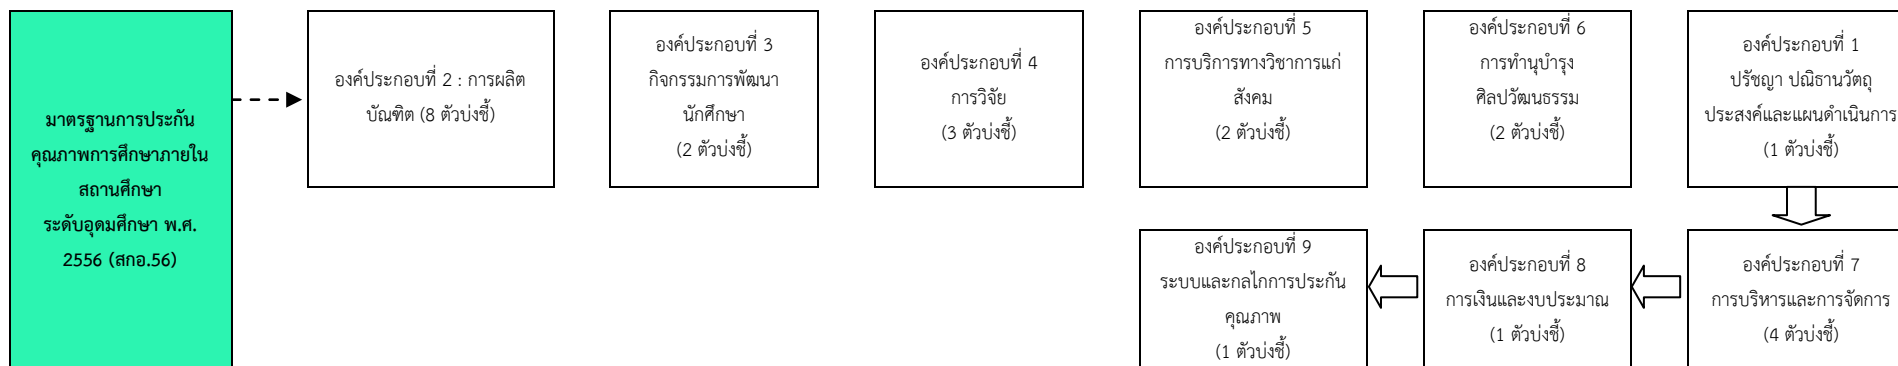 มาตรฐานการประกัน
คุณภาพการศึกษาภายใน
สถานศึกษา
ระดับอุดมศึกษา พ.ศ.
2556 (สกอ.56)
องค์ประกอบที่ 2 : การผลิต
บัณฑิต (8 ตัวบ่งชี้)
องค์ประกอบที่ 3
กิจกรรมการพัฒนา
นักศึกษา
(2 ตัวบ่งชี้)
องค์ประกอบที่ 4
การวิจัย
(3 ตัวบ่งชี้)
องค์ประกอบที่ 5
การบริการทางวิชาการแก่
สังคม
(2 ตัวบ่งชี้)
องค์ประกอบที่ 6
การทำนุบำรุง
ศิลปวัฒนธรรม
(2 ตัวบ่งชี้)
องค์ประกอบที่ 1
ปรัชญา ปณิธานวัตถุ
ประสงค์และแผนดำเนินการ
(1 ตัวบ่งชี้)
องค์ประกอบที่ 9
ระบบและกลไกการประกัน
คุณภาพ
(1 ตัวบ่งชี้)
องค์ประกอบที่ 8
การเงินและงบประมาณ
(1 ตัวบ่งชี้)
องค์ประกอบที่ 7
การบริหารและการจัดการ
(4 ตัวบ่งชี้)